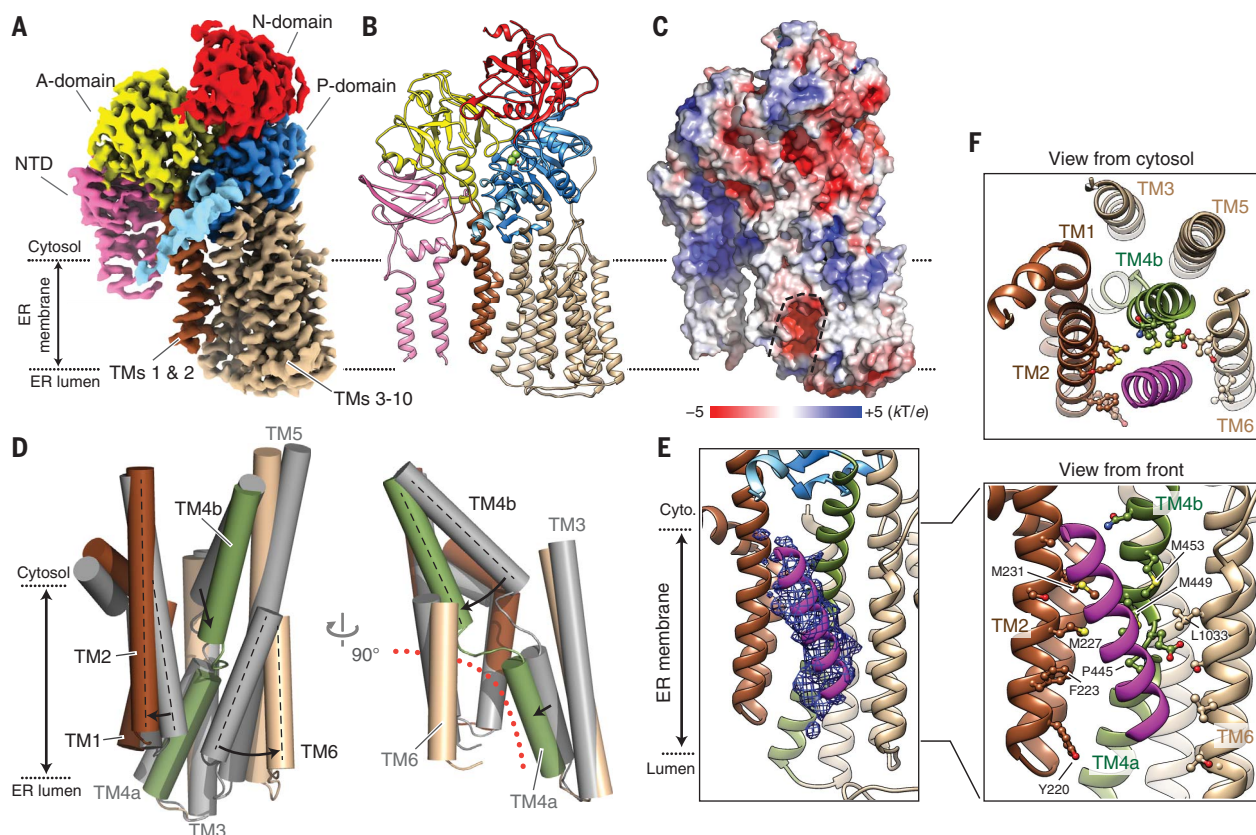 A
N-domain
A-domain
P-domain
NTD
Cytosol
ER
membrane
ER lumen
TMs 1 & 2
TMs 3-10
B
C
−5
+5 (kT/e)
D
TM5
TM4b
Cytosol
TM2
TM1
TM6
ER lumen
TM4a
TM3
90°
TM4b
TM3
TM6
TM4a
E
Cyto.
ER membrane
Lumen
F
View from cytosol
TM3
TM5
TM1
TM4b
TM2
TM6
View from front
TM4b
M453
M231
M449
TM2
L1033
M227
P445
F223
TM6
TM4a
Y220